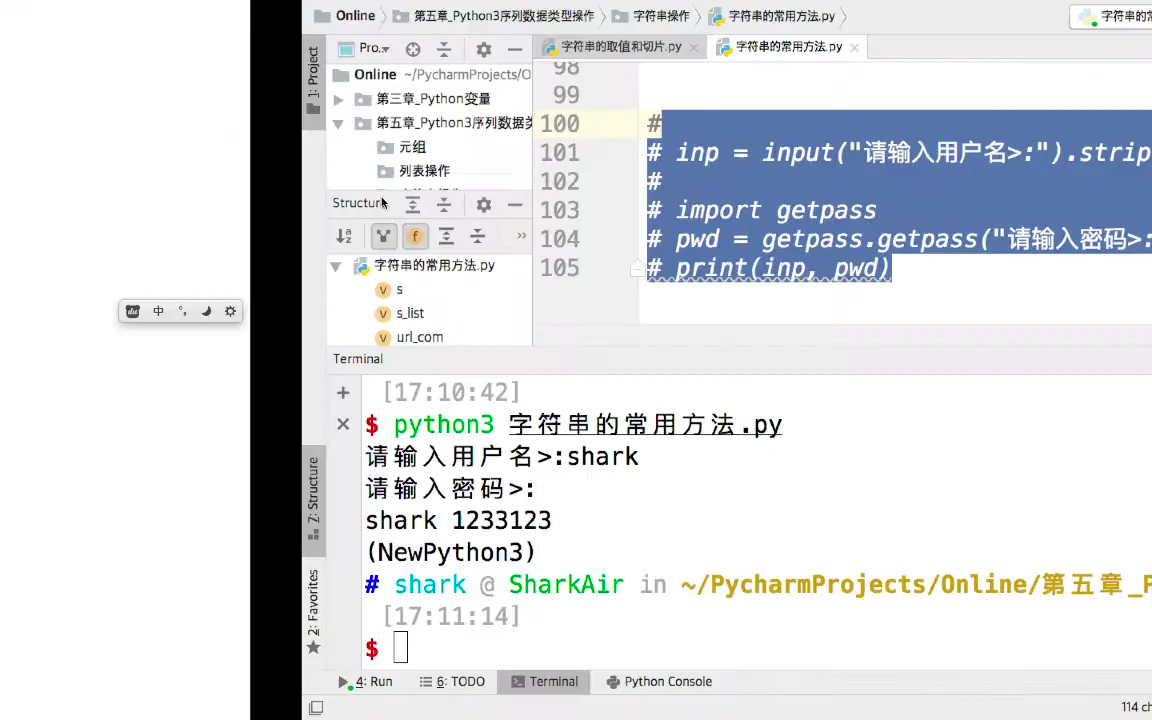 Online 第五章_Python3序列数据类型操作 字符串操作 字符串的常用方法.py 字符串的常
Pro... 字符串的取值和切片.py 字符串的常用方法.py
1: Project
Online ~/PycharmProjects/O
第三章_Python变量
第五章_Python3序列数据类
元组
列表操作
Structure
字符串的常用方法.py
s
s_list
url_com
98
99
100 #
101 # inp = input("请输入用户名>:").strip
102 #
103 # import getpass
104 # pwd = getpass.getpass("请输入密码>:
105 # print(inp, pwd)
中
Terminal
[17:10:42]
$ python3 字符串的常用方法.py
请输入用户名>:shark
请输入密码>:
shark 1233123
(NewPython3)
# shark @ SharkAir in ~/PycharmProjects/Online/第五章_P
[17:11:14]
$
7: Structure
2: Favorites
4: Run 6: TODO Terminal Python Console
114 ch